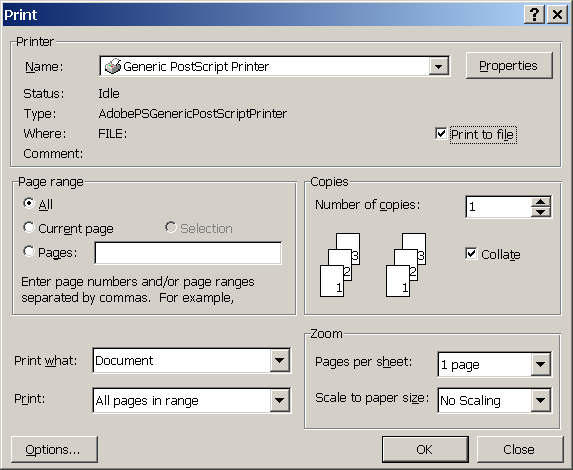 Print
Printer
Name: Generic PostScript Printer Properties
Status: Idle
Type: AdobePSGenericPostScriptPrinter
Where: FILE: Print to file
Comment:
Page range
All
Current page Selection
Pages:
Enter page numbers and/or page ranges
separated by commas. For example,
Copies
Number of copies: 1
3 3
2 2
1 1
Collate
Print what: Document
Print: All pages in range
Zoom
Pages per sheet: 1 page
Scale to paper size: No Scaling
Options... OK Close